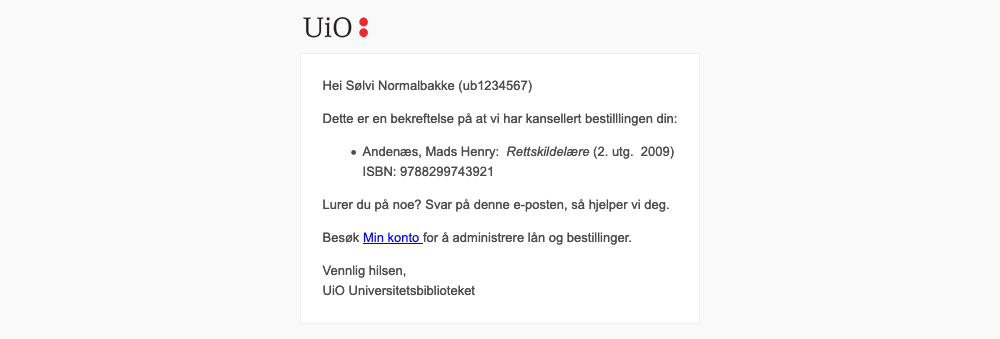 UiO
Hei Sølvi Normalbakke (ub1234567)
Dette er en bekreftelse på at vi har kansellert bestilllingen din:
• Andenæs, Mads Henry: Rettskildelære (2. utg. 2009)
ISBN: 9788299743921
Lurer du på noe? Svar på denne e-posten, så hjelper vi deg.
Besøk Min konto for å administrere lån og bestillinger.
Vennlig hilsen,
UiO Universitetsbiblioteket